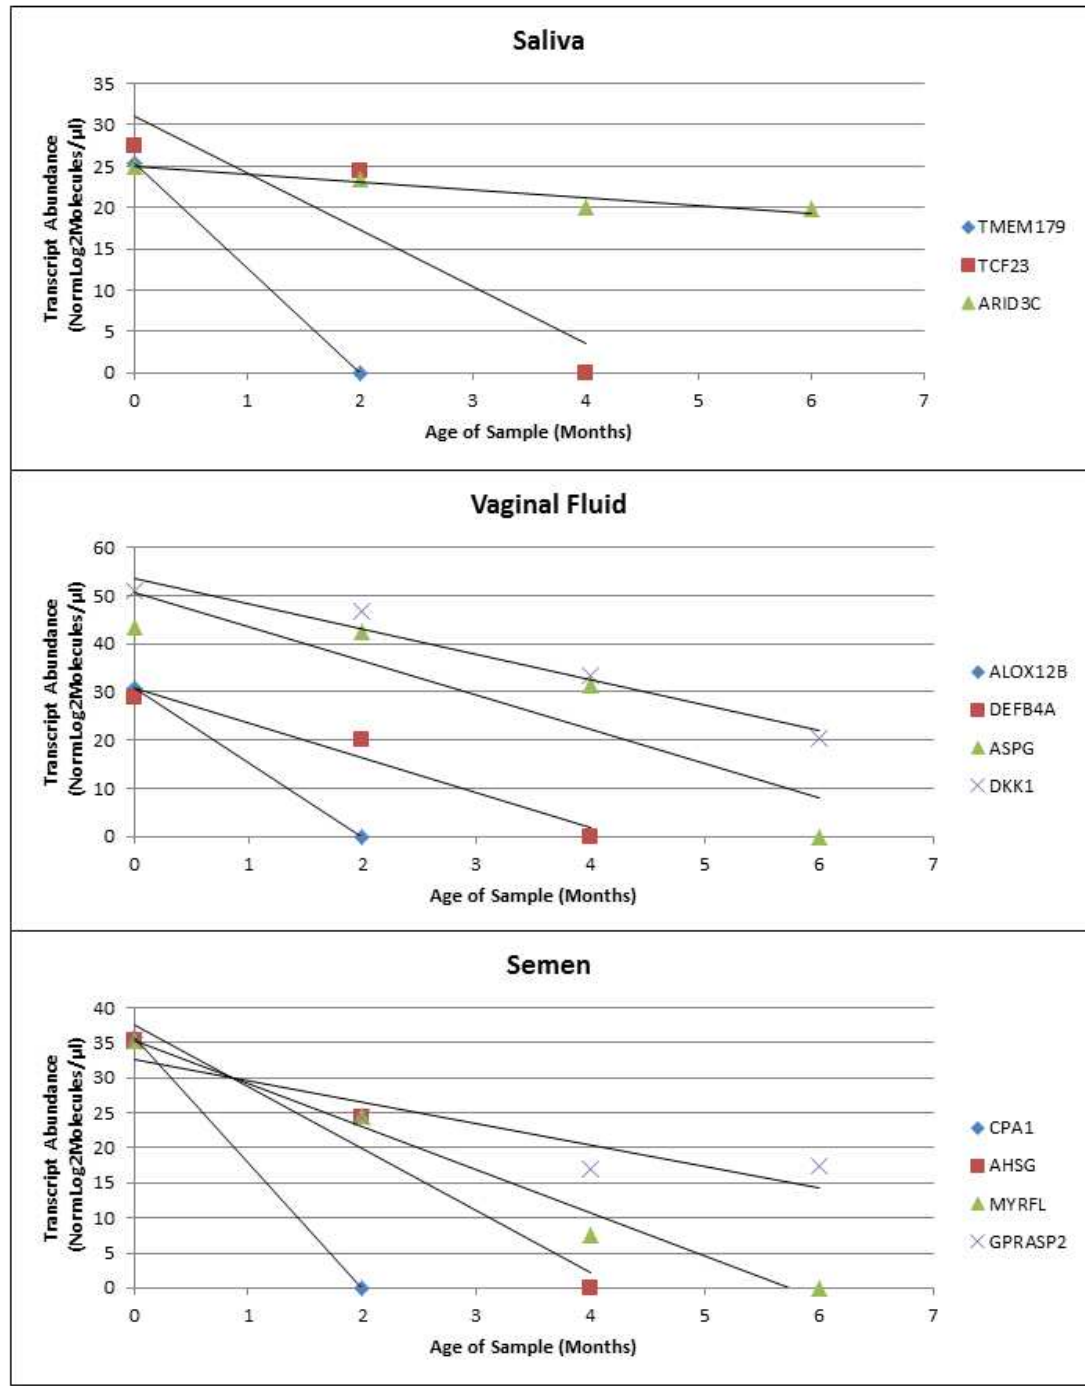 Saliva
35
30
25
20
15
10
5
0
Transcript Abundance
(NormLog2Molecules/µl)
0 1 2 3 4 5 6 7
Age of Sample (Months)
TMEM179
TCF23
ARID3C
Vaginal Fluid
60
50
40
30
20
10
0
Transcript Abundance
(NormLog2Molecules/µl)
0 1 2 3 4 5 6 7
Age of Sample (Months)
ALOX12B
DEFB4A
ASPG
DKK1
Semen
40
35
30
25
20
15
10
5
0
Transcript Abundance
(NormLog2Molecules/µl)
0 1 2 3 4 5 6 7
Age of Sample (Months)
CPA1
AHSG
MYRFL
GPRASP2